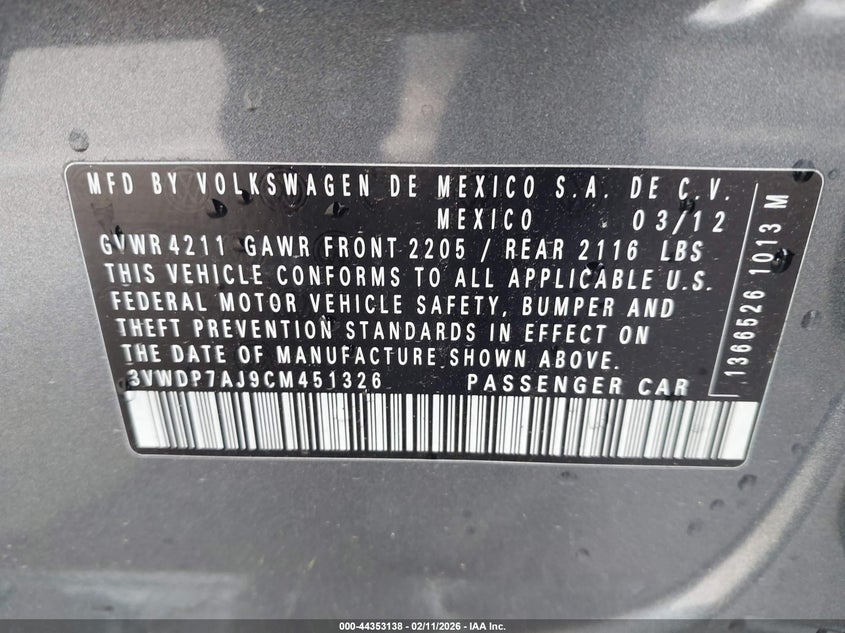 MFD BY VOLKSWAGEN DE MEXICO S.A. DE C.V.
MEXICO 03/12
GVWR 4211 GAWR FRONT 2205 / REAR 2116 LBS
THIS VEHICLE CONFORMS TO ALL APPLICABLE U.S.
FEDERAL MOTOR VEHICLE SAFETY, BUMPER AND
THEFT PREVENTION STANDARDS IN EFFECT ON
THE DATE OF MANUFACTURE SHOWN ABOVE.
3VWDP7AJ9CM451326 PASSENGER CAR
1366526 1013 M
000-44353138 - 02/11/2026 - IAA Inc.